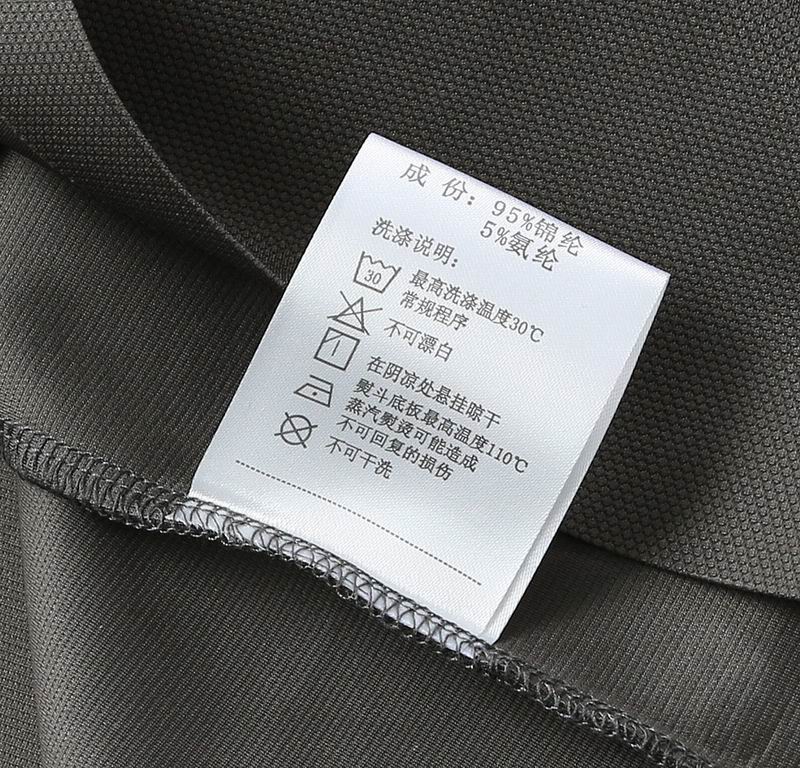 成 份: 95%锦纶
5%氨纶
洗涤说明:
30
最高洗涤温度30℃
常规程序
不可漂白
在阴凉处悬挂晾干
熨斗底板最高温度110℃
蒸汽熨烫可能造成
不可回复的损伤
不可干洗